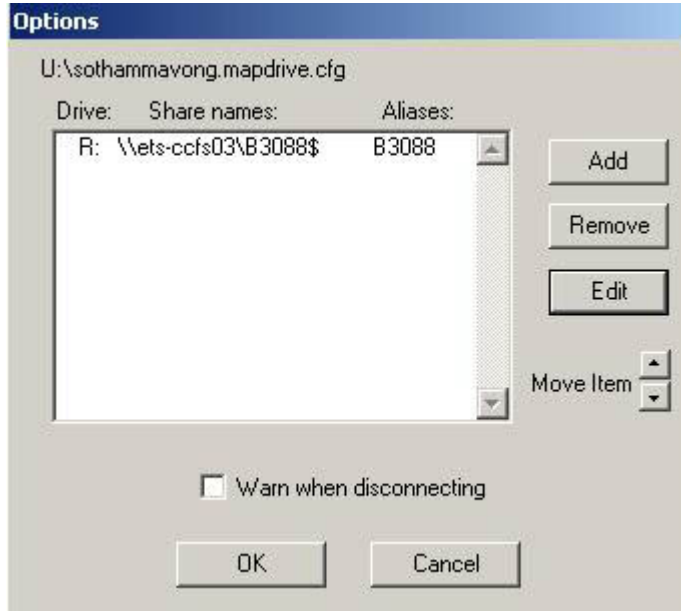 Options
U:\sothammavong.mapdrive.cfg
Drive: Share names: Aliases:
R: \\ets-ccfs03\B3088$ B3088
Add
Remove
Edit
Move Item
Warn when disconnecting
OK Cancel